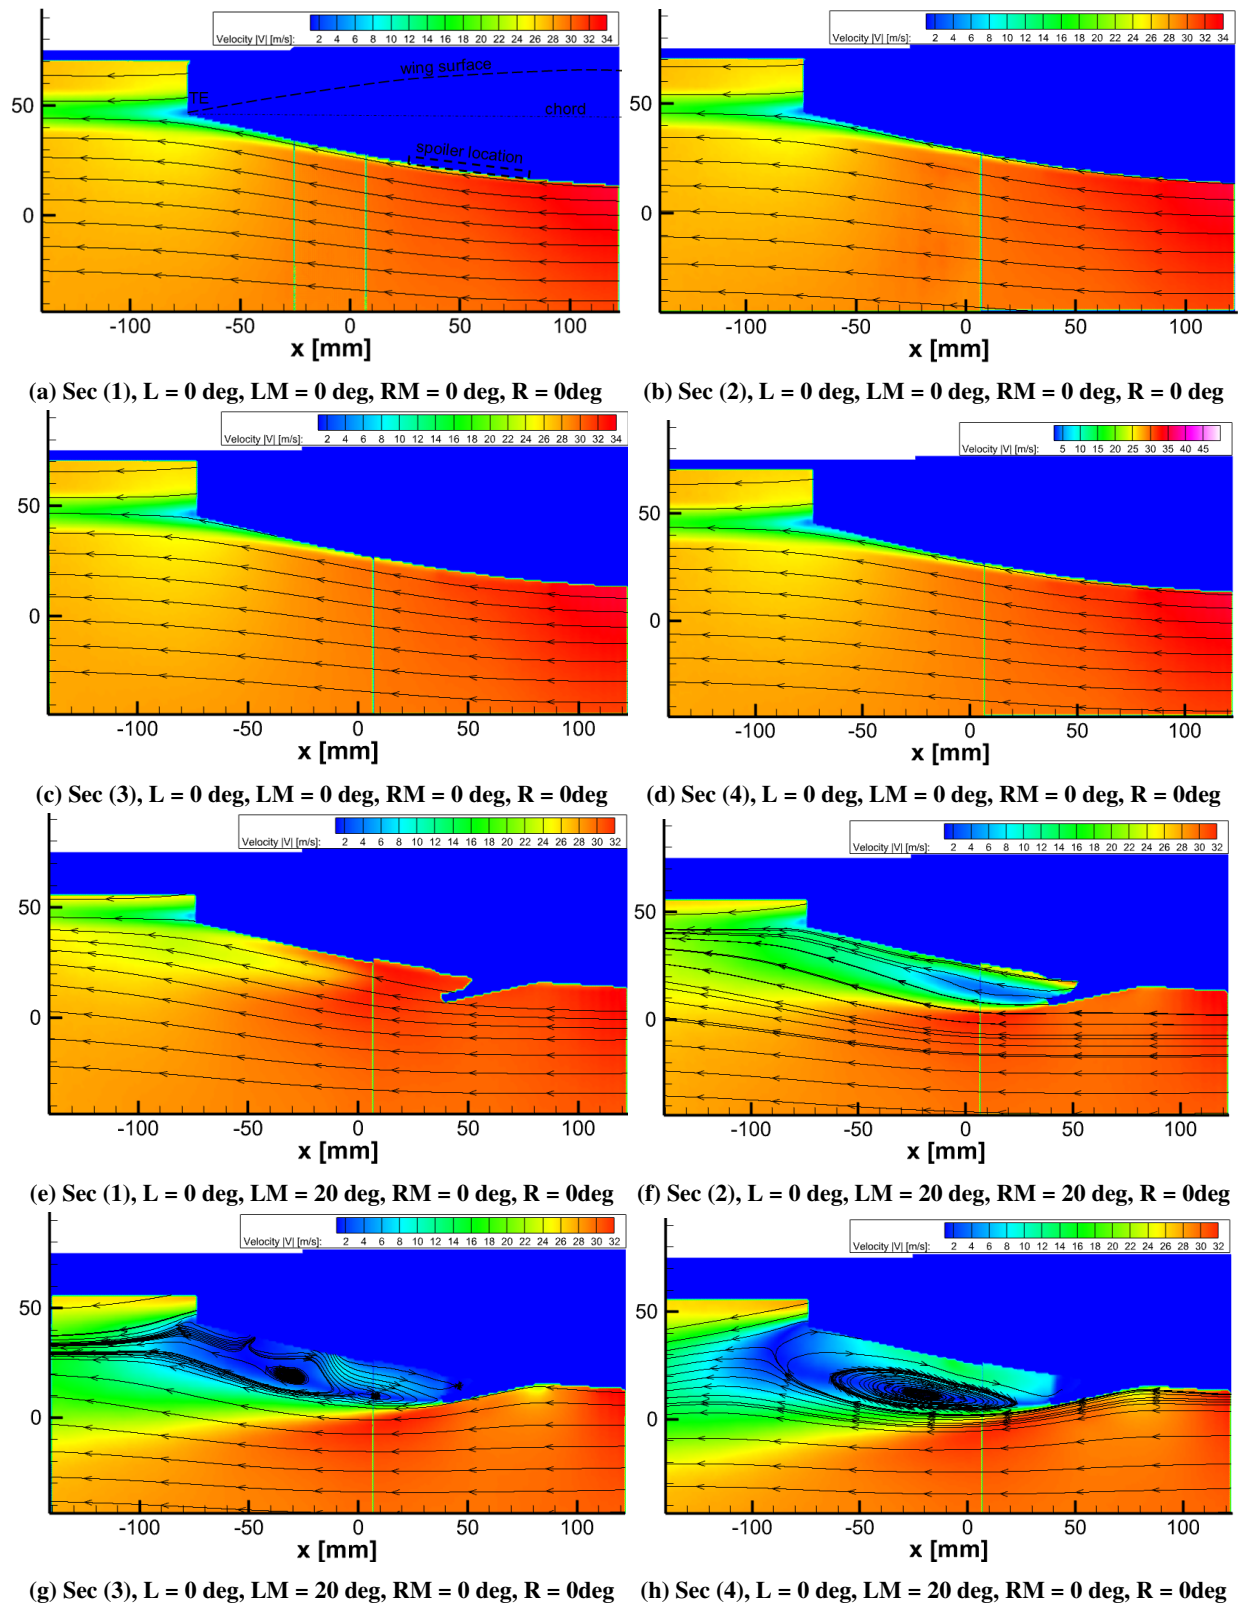 Velocity |V| [m/s]: 2 4 6 8 10 12 14 16 18 20 22 24 26 28 30 32 34
Velocity |V| [m/s]: 2 4 6 8 10 12 14 16 18 20 22 24 26 28 30 32 34
wing surface
TE
chord
spoiler location
50
0
-100 -50 0 50 100
x [mm]
50
0
-100 -50 0 50 100
x [mm]
(a) Sec (1), L = 0 deg, LM = 0 deg, RM = 0 deg, R = 0deg
(b) Sec (2), L = 0 deg, LM = 0 deg, RM = 0 deg, R = 0 deg
Velocity |V| [m/s]: 2 4 6 8 10 12 14 16 18 20 22 24 26 28 30 32 34
Velocity |V| [m/s]: 5 10 15 20 25 30 35 40 45
50
0
-100 -50 0 50 100
x [mm]
50
0
-100 -50 0 50 100
x [mm]
(c) Sec (3), L = 0 deg, LM = 0 deg, RM = 0 deg, R = 0deg
(d) Sec (4), L = 0 deg, LM = 0 deg, RM = 0 deg, R = 0deg
Velocity |V| [m/s]: 2 4 6 8 10 12 14 16 18 20 22 24 26 28 30 32
Velocity |V| [m/s]: 2 4 6 8 10 12 14 16 18 20 22 24 26 28 30 32
50
0
-100 -50 0 50 100
x [mm]
50
0
-100 -50 0 50 100
x [mm]
(e) Sec (1), L = 0 deg, LM = 20 deg, RM = 0 deg, R = 0deg
(f) Sec (2), L = 0 deg, LM = 20 deg, RM = 20 deg, R = 0deg
Velocity |V| [m/s]: 2 4 6 8 10 12 14 16 18 20 22 24 26 28 30 32
Velocity |V| [m/s]: 2 4 6 8 10 12 14 16 18 20 22 24 26 28 30 32
50
0
-100 -50 0 50 100
x [mm]
50
0
-100 -50 0 50 100
x [mm]
(g) Sec (3), L = 0 deg, LM = 20 deg, RM = 0 deg, R = 0deg
(h) Sec (4), L = 0 deg, LM = 20 deg, RM = 0 deg, R = 0deg